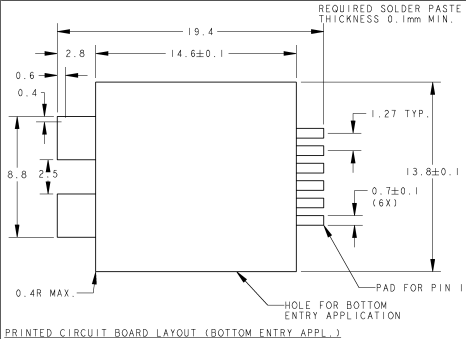 REQUIRED SOLDER PASTE
THICKNESS 0.1mm MIN.
19.4
2.8
14.6±0.1
0.6
0.4
1.27 TYP.
8.8
2.5
13.8±0.1
0.7±0.1
(6X)
0.4R MAX.
PAD FOR PIN 1
HOLE FOR BOTTOM
ENTRY APPLICATION
PRINTED CIRCUIT BOARD LAYOUT (BOTTOM ENTRY APPL.)